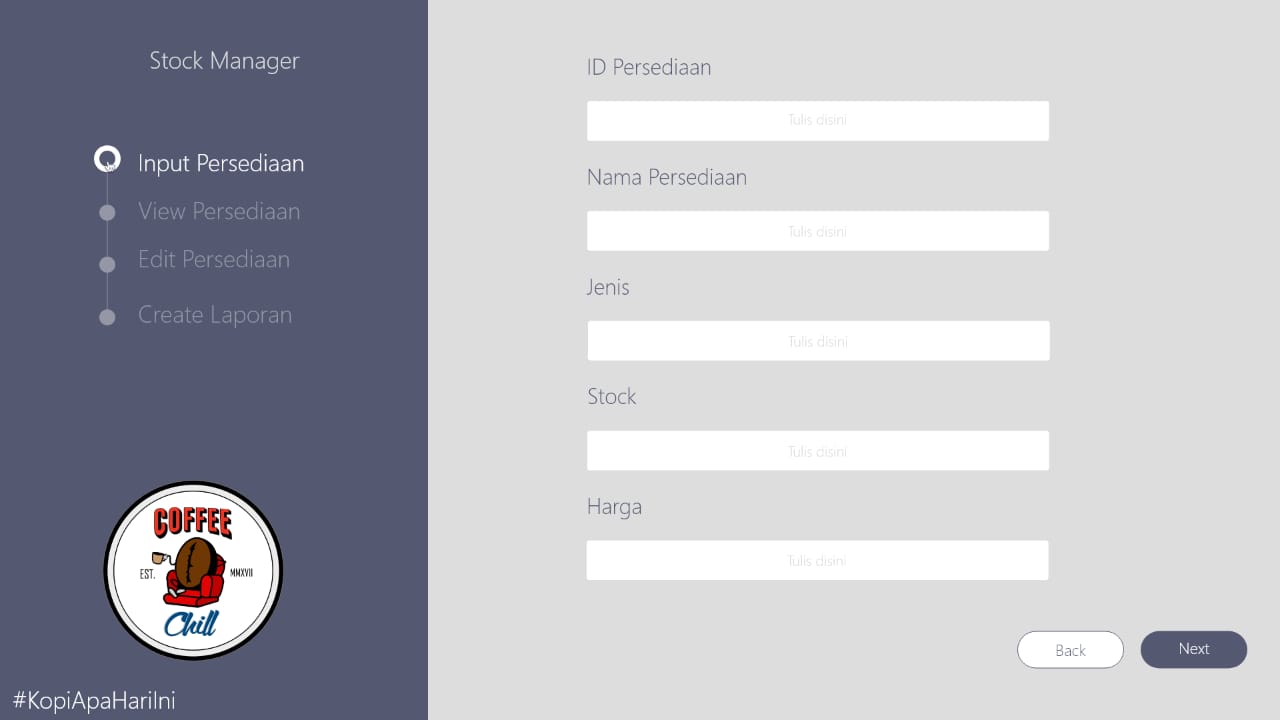 Stock Manager
Input Persediaan
View Persediaan
Edit Persediaan
Create Laporan
COFFEE
EST. MMXVII
Chill
#KopiApaHariIni
ID Persediaan
Tulis disini
Nama Persediaan
Tulis disini
Jenis
Tulis disini
Stock
Tulis disini
Harga
Tulis disini
Back Next